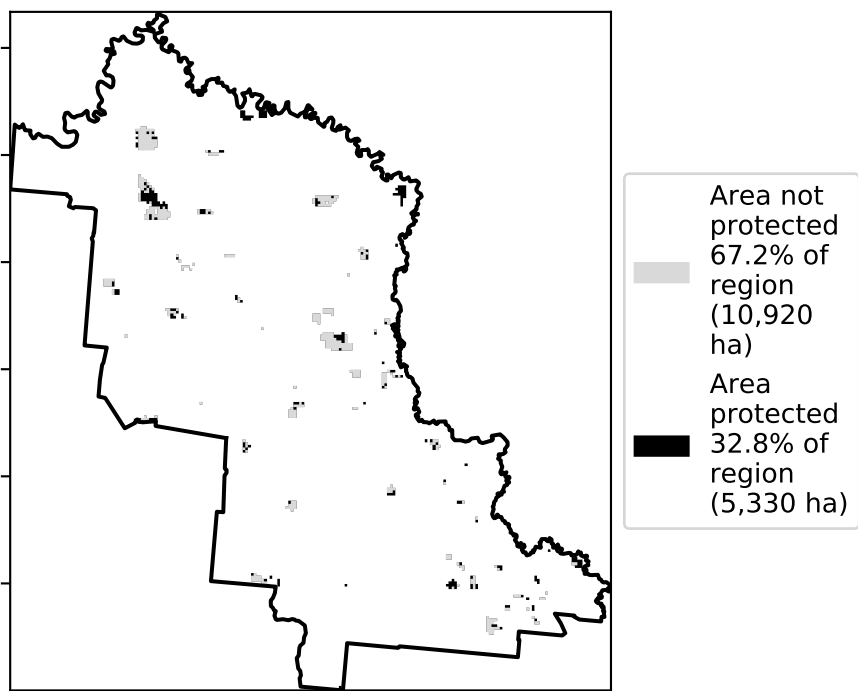 Area not
protected
67.2% of
region
(10,920
ha)
Area
protected
32.8% of
region
(5,330 ha)